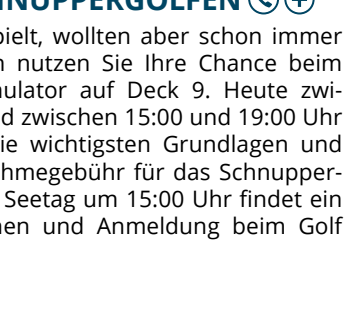 HNUPPERGOLFEN
pielt, wollten aber schon immer
nutzen Sie Ihre Chance beim
ulator auf Deck 9. Heute zwi-
d zwischen 15:00 und 19:00 Uhr
ie wichtigsten Grundlagen und
hmegebühr für das Schnupper-
Seetag um 15:00 Uhr findet ein
nen und Anmeldung beim Golf